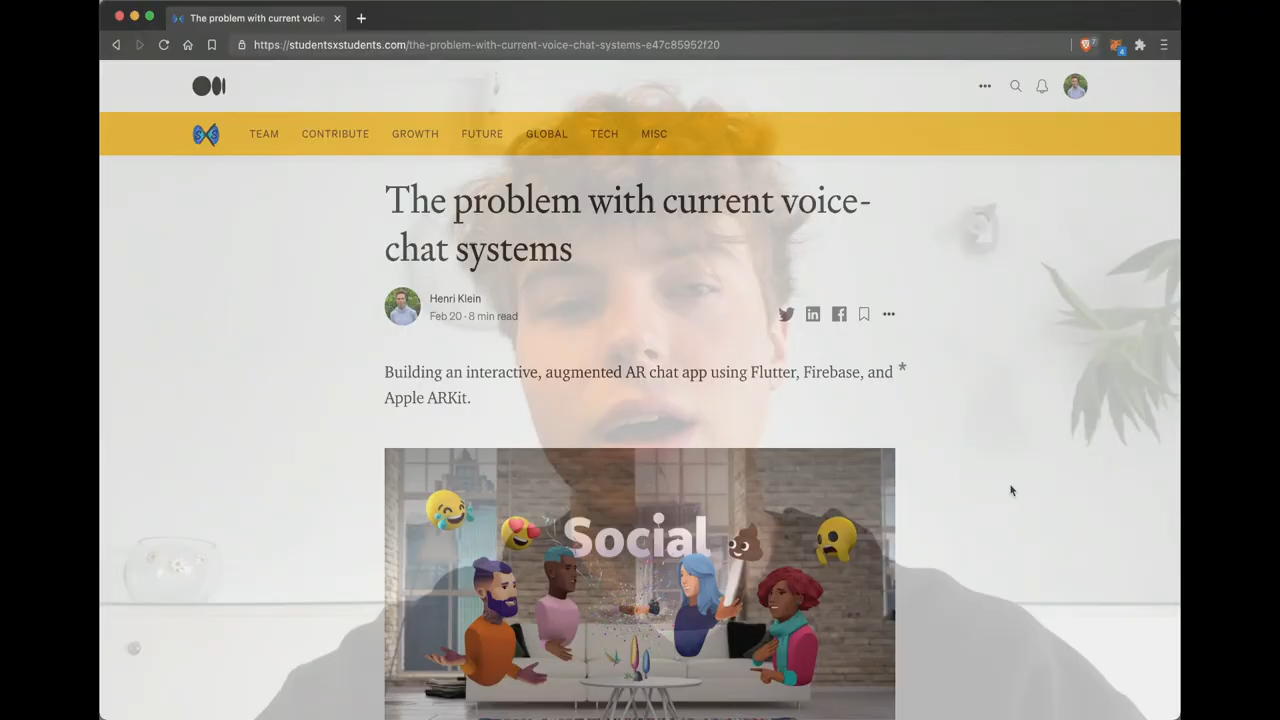 The problem with current voice
https://studentsxstudents.com/the-problem-with-current-voice-chat-systems-e47c85952f20
7
4
TEAM CONTRIBUTE GROWTH FUTURE GLOBAL TECH MISC
The problem with current voice-
chat systems
Henri Klein
Feb 20 · 8 min read
Building an interactive, augmented AR chat app using Flutter, Firebase, and *
Apple ARKit.
Social